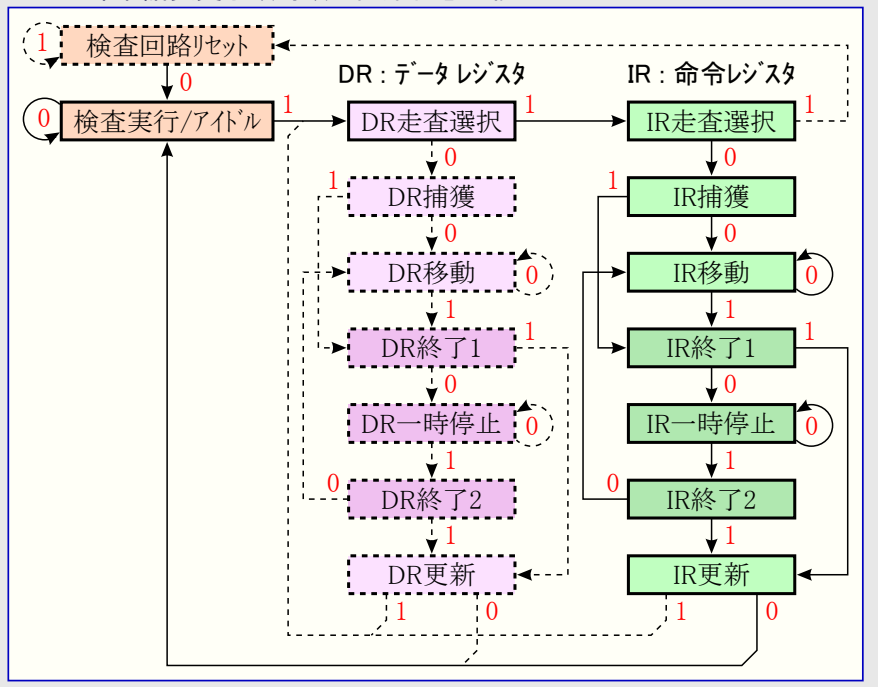 1 検査回路リセット
0 DR : データ レジスタ IR : 命令レジスタ
0 検査実行/アイドル 1 DR走査選択 1 IR走査選択 1
0 0
1 DR捕獲 1 IR捕獲
0 0
DR移動 0 IR移動 0
1 1
DR終了1 1 IR終了1 1
0 0
DR一時停止 0 IR一時停止 0
1 1
0 DR終了2 0 IR終了2
1 1
DR更新 IR更新
1 0 1 0